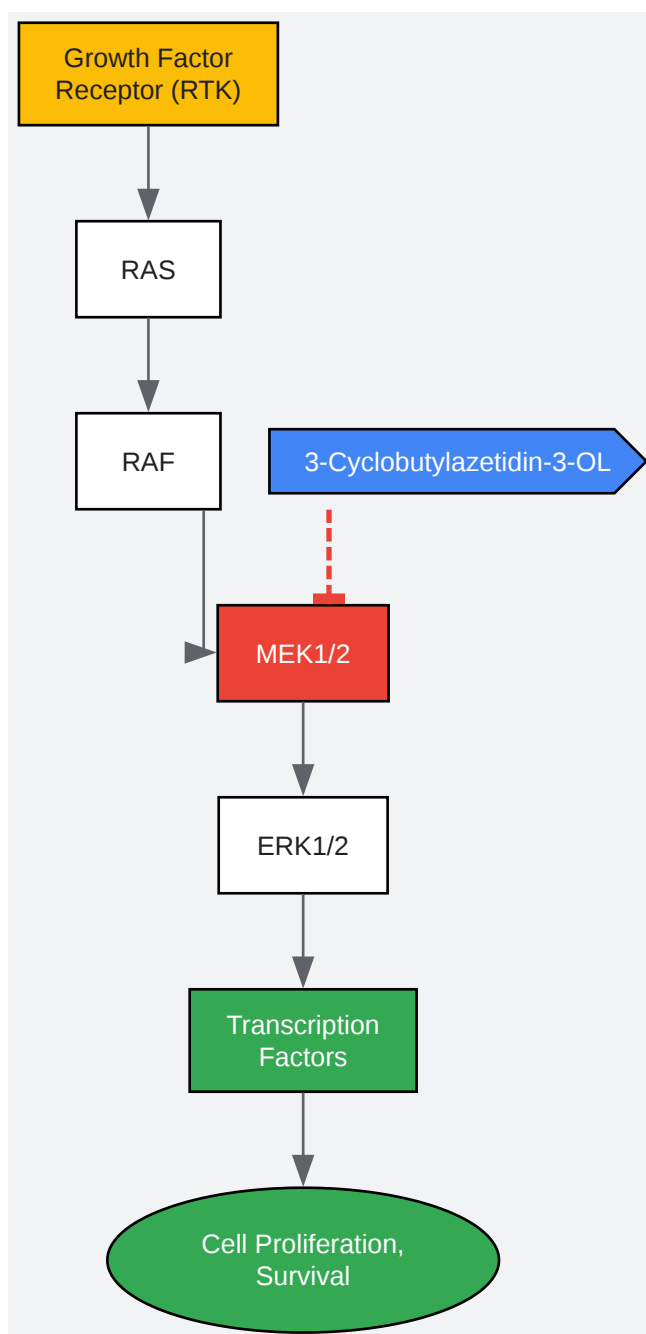 Growth Factor
Receptor (RTK)
RAS
RAF
3-Cyclobutylazetidin-3-OL
MEK1/2
ERK1/2
Transcription
Factors
Cell Proliferation,
Survival